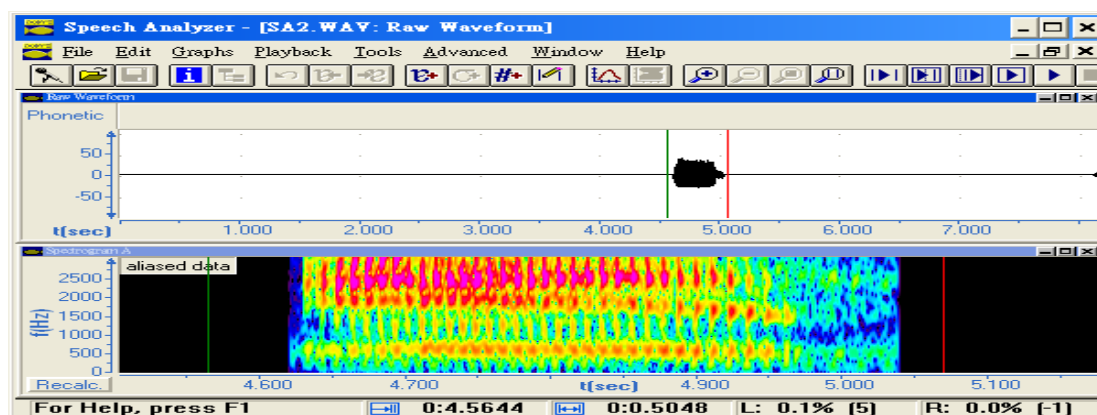 Speech Analyzer - [SA2.WAV: Raw Waveform]
File Edit Graphs Playback Tools Advanced Window Help
Raw Waveform
Phonetic
50
0
-50
t(sec) 1.000 2.000 3.000 4.000 5.000 6.000 7.000
Spectrogram A
aliased data
2500
2000
1500
1000
500
0
f(Hz)
Recalc. 4.600 4.700 t(sec) 4.900 5.000 5.100
For Help, press F1 0:4.5644 0:0.5048 L: 0.1% (5) R: 0.0% (-1)